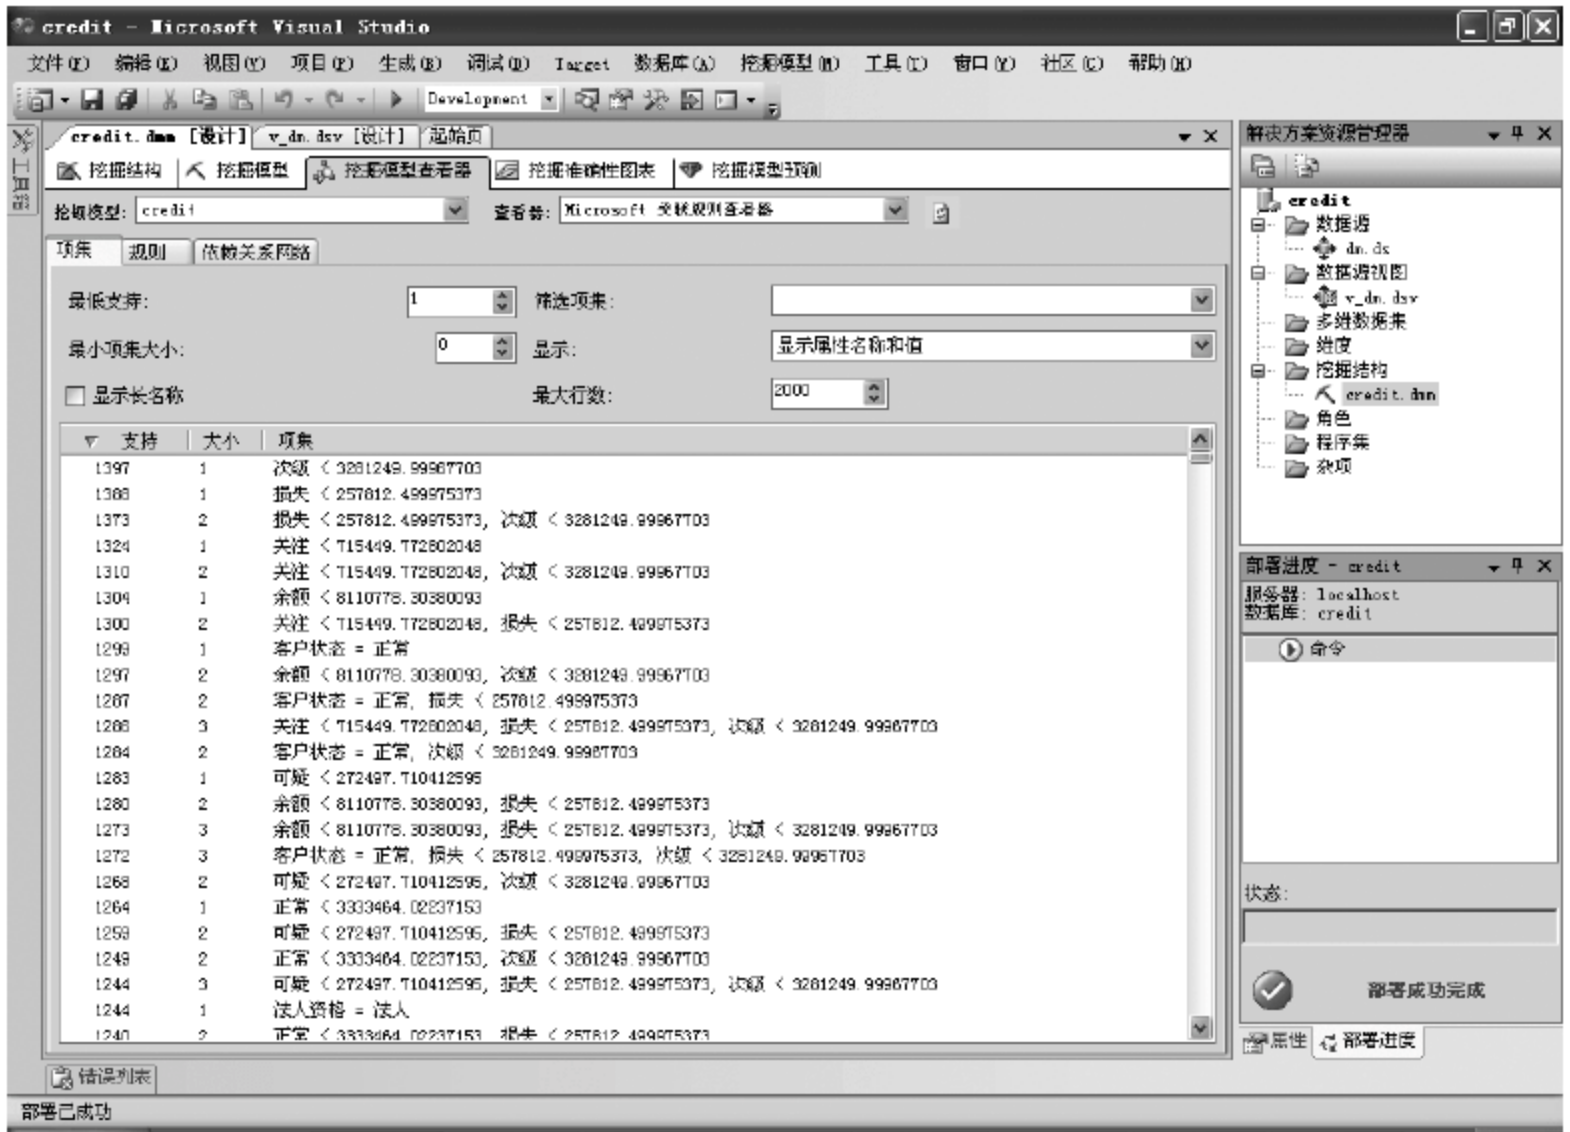 credit - Microsoft Visual Studio
文件(F) 编辑(E) 视图(V) 项目(P) 生成(B) 调试(D) Target 数据库(A) 挖掘模型(M) 工具(T) 窗口(W) 社区(C) 帮助(H)
Development
工具箱
credit.dmm [设计] v_dm.dsv [设计] 起始页
挖掘结构 挖掘模型 挖掘模型查看器 挖掘准确性图表 挖掘模型预测
挖掘模型: credit 查看器: Microsoft 关联规则查看器
项集 规则 依赖关系网络
最低支持: 1 筛选项集:
最小项集大小: 0 显示: 显示属性名称和值
显示长名称 最大行数: 2000
支持 大小 项集
1397 1 次级 < 3281249.99967703
1388 1 损失 < 257812.499975373
1373 2 损失 < 257812.499975373, 次级 < 3281249.99967703
1324 1 关注 < 715449.772802048
1310 2 关注 < 715449.772802048, 次级 < 3281249.99967703
1304 1 余额 < 8110778.30380093
1300 2 关注 < 715449.772802048, 损失 < 257812.499975373
1299 1 客户状态 = 正常
1297 2 余额 < 8110778.30380093, 次级 < 3281249.99967703
1287 2 客户状态 = 正常, 损失 < 257812.499975373
1286 3 关注 < 715449.772802048, 损失 < 257812.499975373, 次级 < 3281249.99967703
1284 2 客户状态 = 正常, 次级 < 3281249.99967703
1283 1 可疑 < 272497.710412595
1280 2 余额 < 8110778.30380093, 损失 < 257812.499975373
1273 3 余额 < 8110778.30380093, 损失 < 257812.499975373, 次级 < 3281249.99967703
1272 3 客户状态 = 正常, 损失 < 257812.499975373, 次级 < 3281249.99967703
1268 2 可疑 < 272497.710412595, 次级 < 3281249.99967703
1264 1 正常 < 3333464.02237153
1259 2 可疑 < 272497.710412595, 损失 < 257812.499975373
1249 2 正常 < 3333464.02237153, 次级 < 3281249.99967703
1244 3 可疑 < 272497.710412595, 损失 < 257812.499975373, 次级 < 3281249.99967703
1244 1 法人资格 = 法人
1240 2 正常 < 3333464.02237153, 损失 < 257812.499975373
错误列表
部署已成功
解决方案资源管理器
credit
数据源
dm.ds
数据源视图
v_dm.dsv
多维数据集
维度
挖掘结构
credit.dmm
角色
程序集
杂项
部署进度 - credit
服务器: localhost
数据库: credit
命令
状态:
部署成功完成
属性 部署进度